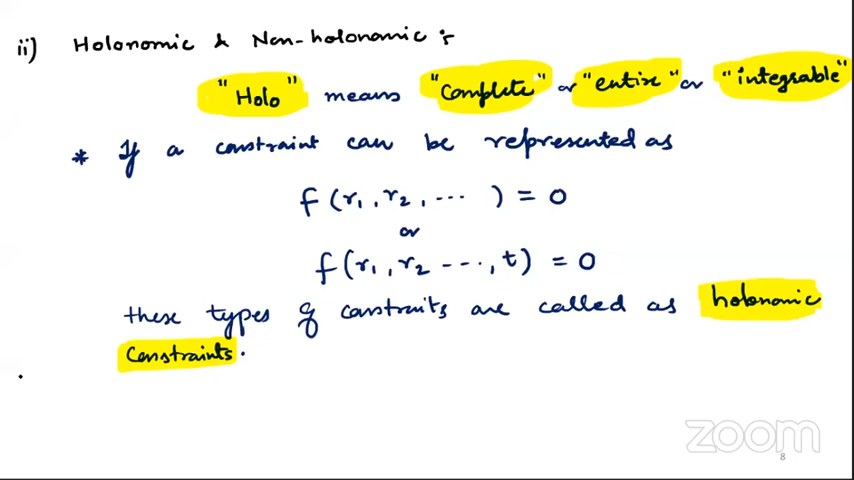 ii) Holonomic & Non-holonomic :-
"Holo" means "Complete" or "entire" or "integrable"
* If a constraint can be represented as
f (r₁, r₂, ... ) = 0
or
f (r₁, r₂ ---, t) = 0
these types of constraits are called as holonomic
Constraints.
zoom
8